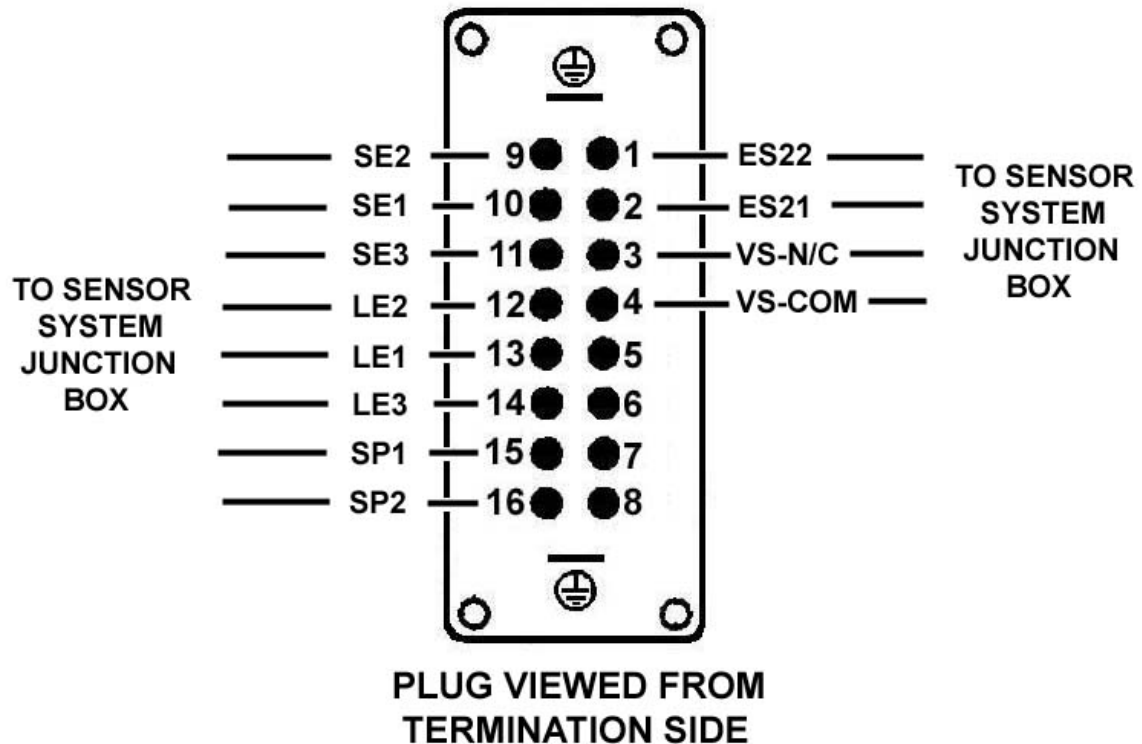 SE2 9 1 ES22
SE1 10 2 ES21
SE3 11 3 VS-N/C
LE2 12 4 VS-COM
LE1 13 5
LE3 14 6
SP1 15 7
SP2 16 8
TO SENSOR
SYSTEM
JUNCTION
BOX
TO SENSOR
SYSTEM
JUNCTION
BOX
PLUG VIEWED FROM
TERMINATION SIDE